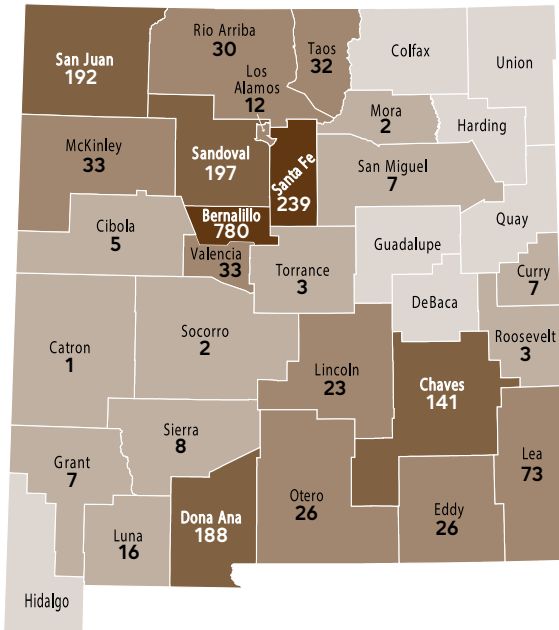 Rio Arriba
30
Taos
32
Colfax
Union
San Juan
192
Los
Alamos
12
Mora
2
Harding
McKinley
33
Sandoval
197
Santa Fe
239
San Miguel
7
Cibola
5
Bernalillo
780
Valencia
33
Quay
Guadalupe
Torrance
3
Curry
7
DeBaca
Roosevelt
3
Catron
1
Socorro
2
Lincoln
23
Chaves
141
Sierra
8
Lea
73
Grant
7
Otero
26
Eddy
26
Dona Ana
188
Luna
16
Hidalgo